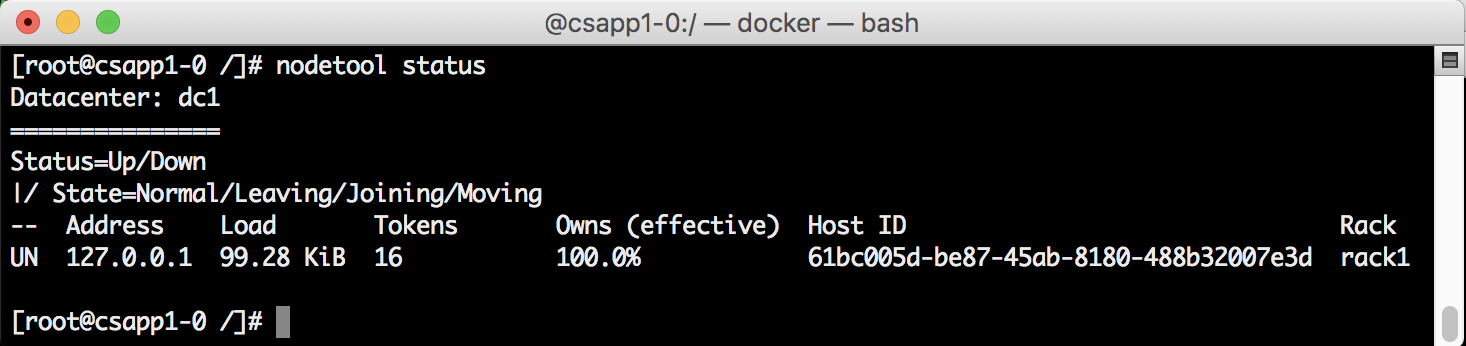 @csapp1-0:/ — docker — bash
[root@csapp1-0 /]# nodetool status
Datacenter: dc1
===============
Status=Up/Down
|/ State=Normal/Leaving/Joining/Moving
--  Address    Load       Tokens       Owns (effective)  Host ID                               Rack
UN  127.0.0.1  99.28 KiB  16           100.0%            61bc005d-be87-45ab-8180-488b32007e3d  rack1
[root@csapp1-0 /]#